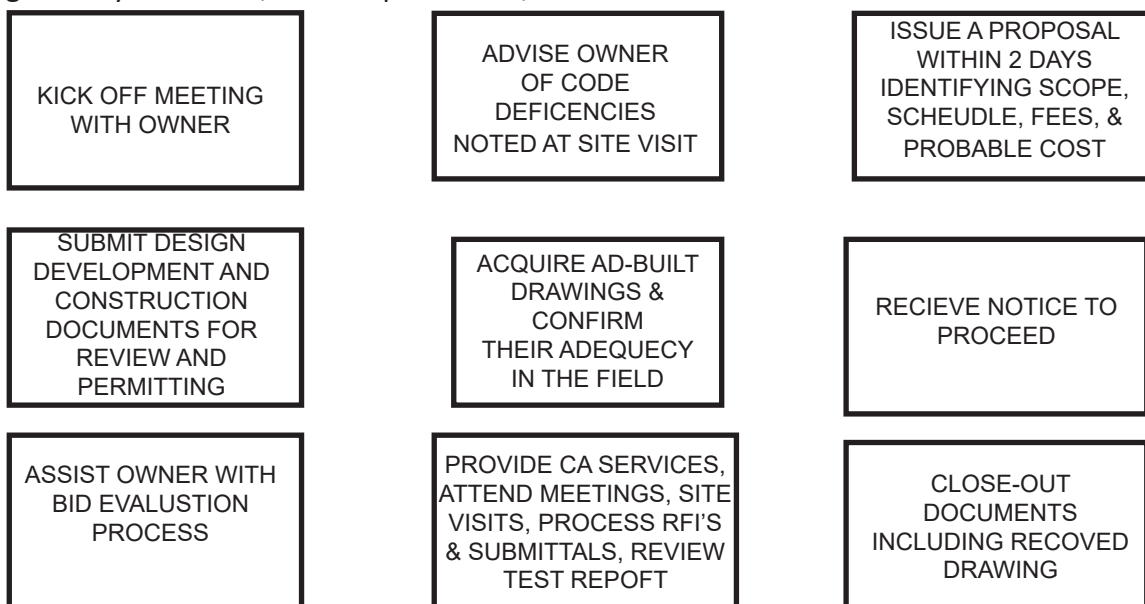 KICK OFF MEETING
WITH OWNER
ADVISE OWNER
OF CODE
DEFICENCIES
NOTED AT SITE VISIT
ISSUE A PROPOSAL
WITHIN 2 DAYS
IDENTIFYING SCOPE,
SCHEUDLE, FEES, &
PROBABLE COST
SUBMIT DESIGN
DEVELOPMENT AND
CONSTRUCTION
DOCUMENTS FOR
REVIEW AND
PERMITTING
ACQUIRE AD-BUILT
DRAWINGS &
CONFIRM
THEIR ADEQUECY
IN THE FIELD
RECIEVE NOTICE TO
PROCEED
ASSIST OWNER WITH
BID EVALUSTION
PROCESS
PROVIDE CA SERVICES,
ATTEND MEETINGS, SITE
VISITS, PROCESS RFI'S
& SUBMITTALS, REVIEW
TEST REPOFT
CLOSE-OUT
DOCUMENTS
INCLUDING RECOVED
DRAWING